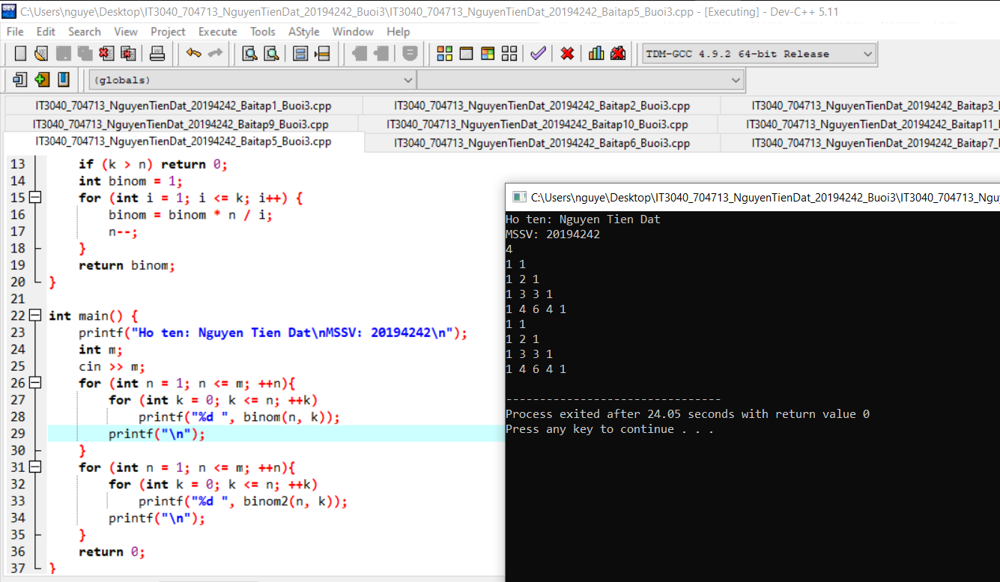 C:\Users\nguye\Desktop\IT3040_704713_NguyenTienDat_20194242_Buoi3\IT3040_704713_NguyenTienDat_20194242_Baitap5_Buoi3.cpp - [Executing] - Dev-C++ 5.11
File Edit Search View Project Execute Tools AStyle Window Help
TDM-GCC 4.9.2 64-bit Release
(globals)
IT3040_704713_NguyenTienDat_20194242_Baitap1_Buoi3.cpp IT3040_704713_NguyenTienDat_20194242_Baitap2_Buoi3.cpp IT3040_704713_NguyenTienDat_20194242_Baitap3_
IT3040_704713_NguyenTienDat_20194242_Baitap9_Buoi3.cpp IT3040_704713_NguyenTienDat_20194242_Baitap10_Buoi3.cpp IT3040_704713_NguyenTienDat_20194242_Baitap11_
IT3040_704713_NguyenTienDat_20194242_Baitap5_Buoi3.cpp IT3040_704713_NguyenTienDat_20194242_Baitap6_Buoi3.cpp IT3040_704713_NguyenTienDat_20194242_Baitap7_
13 if (k > n) return 0;
14 int binom = 1;
15 for (int i = 1; i <= k; i++) {
16 binom = binom * n / i;
17 n--;
18 }
19 return binom;
20 }
21
22 int main() {
23 printf("Ho ten: Nguyen Tien Dat\nMSSV: 20194242\n");
24 int m;
25 cin >> m;
26 for (int n = 1; n <= m; ++n){
27 for (int k = 0; k <= n; ++k)
28 printf("%d ", binom(n, k));
29 printf("\n");
30 }
31 for (int n = 1; n <= m; ++n){
32 for (int k = 0; k <= n; ++k)
33 printf("%d ", binom2(n, k));
34 printf("\n");
35 }
36 return 0;
37 }
C:\Users\nguye\Desktop\IT3040_704713_NguyenTienDat_20194242_Buoi3\IT3040_704713_Ngu
Ho ten: Nguyen Tien Dat
MSSV: 20194242
4
1 1
1 2 1
1 3 3 1
1 4 6 4 1
1 1
1 2 1
1 3 3 1
1 4 6 4 1
--------------------------------
Process exited after 24.05 seconds with return value 0
Press any key to continue . . .